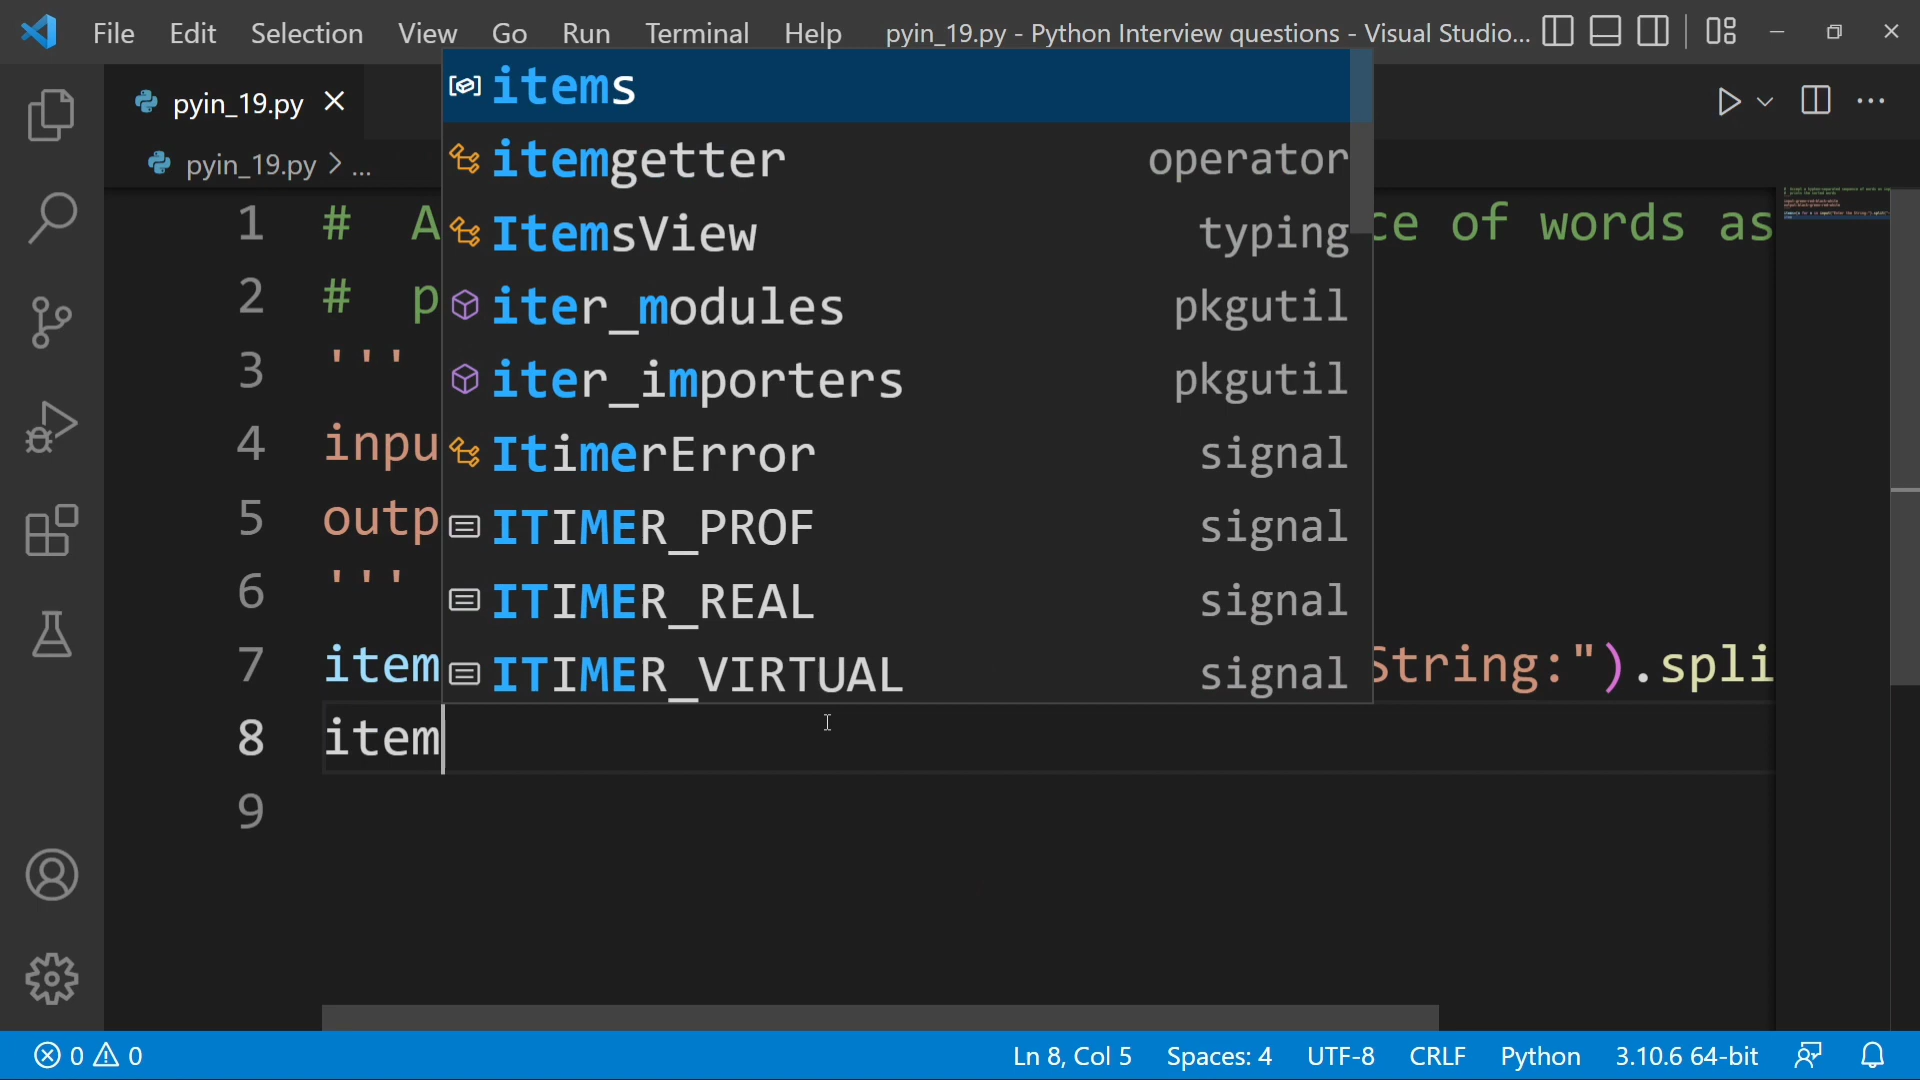 File Edit Selection View Go Run Terminal Help pyin_19.py - Python Interview questions - Visual Studio...
pyin_19.py
pyin_19.py > ...
items
itemgetter operator
ItemsView typing
iter_modules pkgutil
iter_importers pkgutil
ItimerError signal
ITIMER_PROF signal
ITIMER_REAL signal
ITIMER_VIRTUAL signal
1 # A ce of words as
2 # p
3 '''
4 inpu
5 outp
6 '''
7 item String:").spli
8 item
9
0 0 Ln 8, Col 5 Spaces: 4 UTF-8 CRLF Python 3.10.6 64-bit